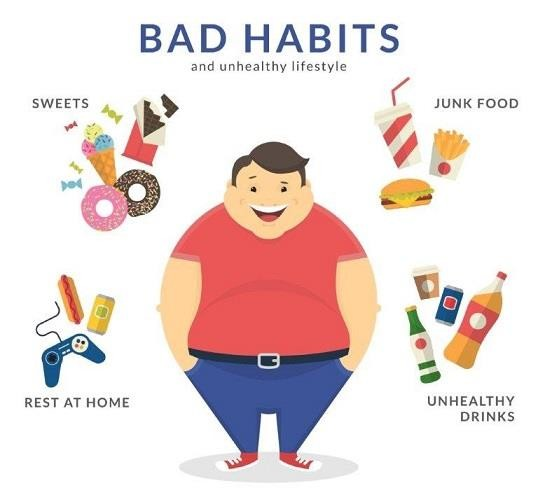 BAD HABITS
and unhealthy lifestyle
SWEETS
JUNK FOOD
REST AT HOME
UNHEALTHY
DRINKS